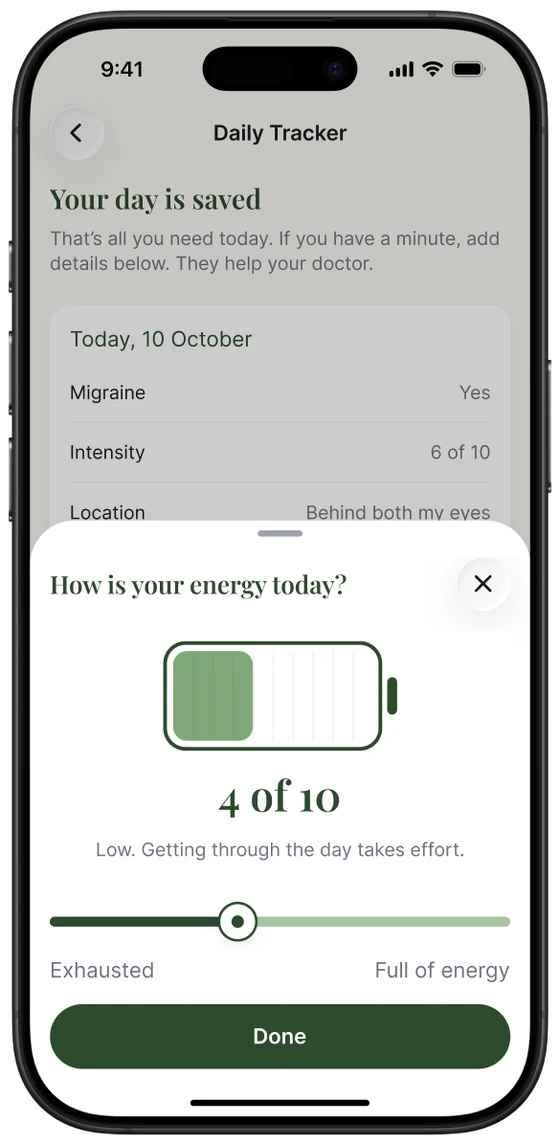 9:41
Daily Tracker
Your day is saved
That’s all you need today. If you have a minute, add
details below. They help your doctor.
Today, 10 October
Migraine Yes
Intensity 6 of 10
Location Behind both my eyes
How is your energy today?
4 of 10
Low. Getting through the day takes effort.
Exhausted Full of energy
Done